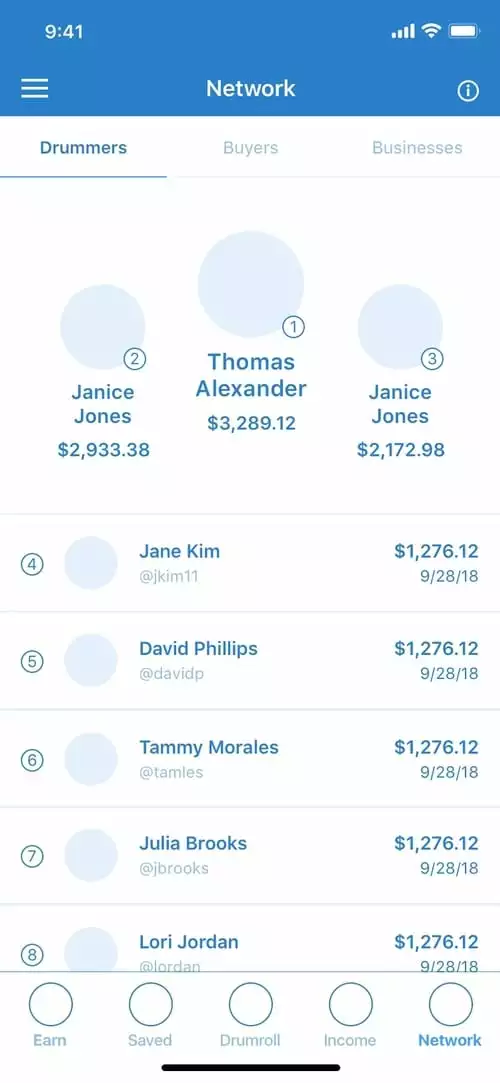 9:41
Network
Drummers Buyers Businesses
1
Thomas
Alexander
$3,289.12
2
Janice
Jones
$2,933.38
3
Janice
Jones
$2,172.98
4 Jane Kim $1,276.12
@jkim11 9/28/18
5 David Phillips $1,276.12
@davidp 9/28/18
6 Tammy Morales $1,276.12
@tamles 9/28/18
7 Julia Brooks $1,276.12
@jbrooks 9/28/18
8 Lori Jordan $1,276.12
@lordan 9/28/18
Earn Saved Drumroll Income Network